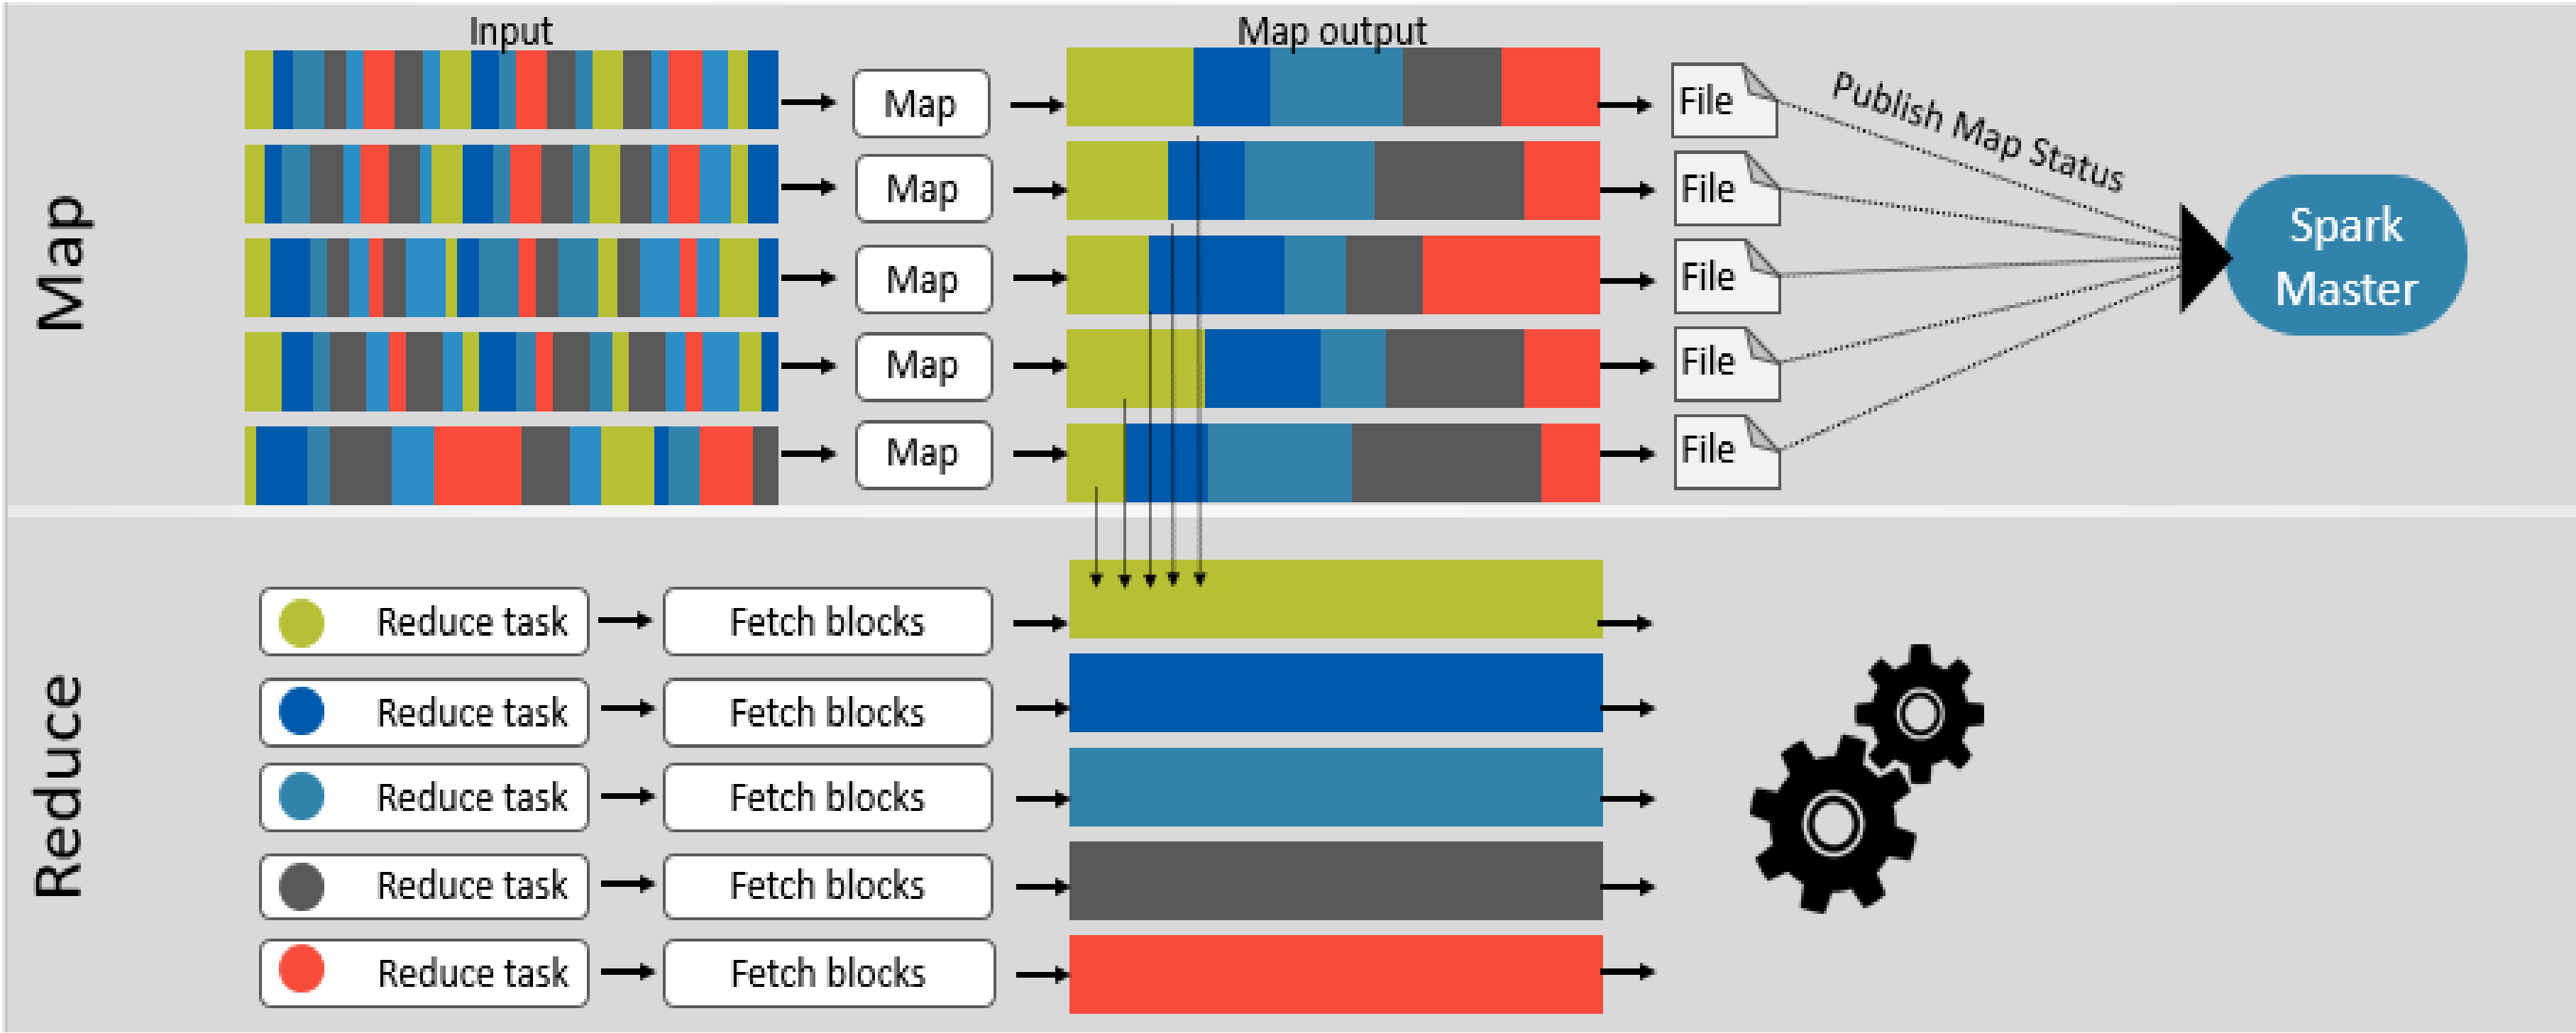 Input
Map output
Map
Map
File
Publish Map Status
Map
File
Map
File
Map
File
Map
File
Spark
Master
Reduce
Reduce task
Fetch blocks
Reduce task
Fetch blocks
Reduce task
Fetch blocks
Reduce task
Fetch blocks
Reduce task
Fetch blocks